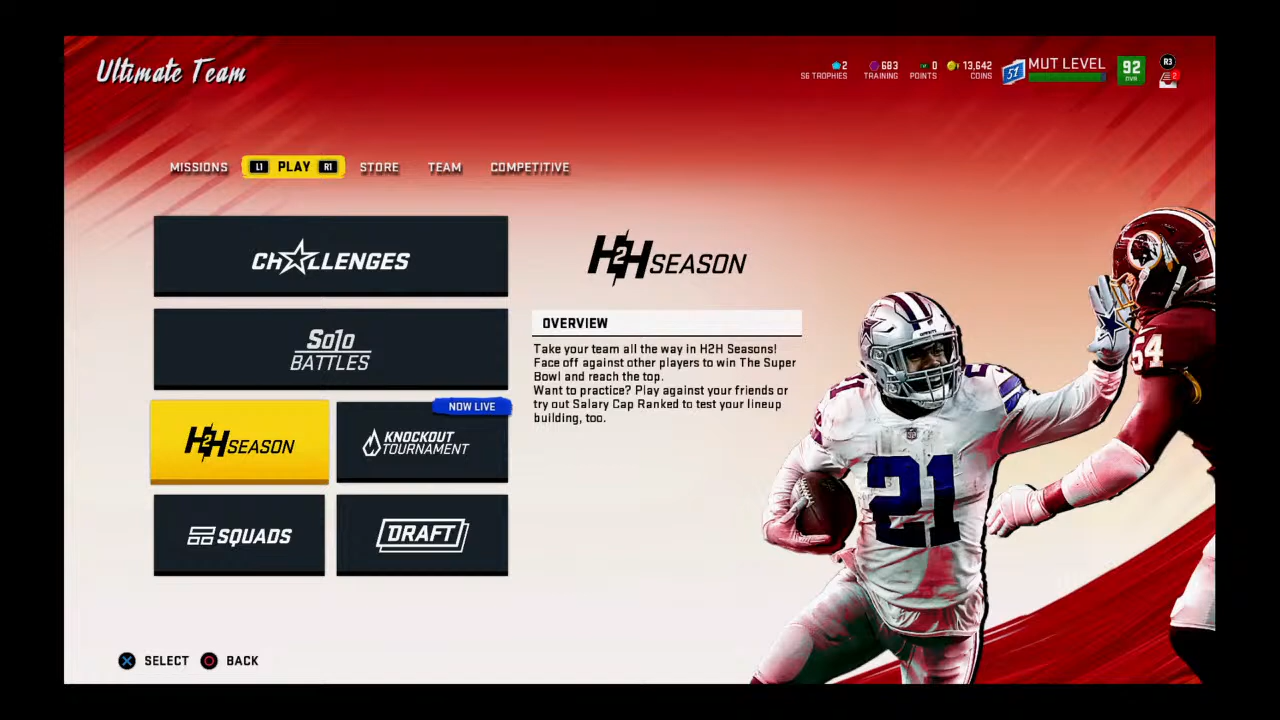 Ultimate Team
2
S6 TROPHIES
683
TRAINING
0
POINTS
13,642
COINS
51
MUT LEVEL
92
OVR
R3
2
MISSIONS
L1 PLAY R1
STORE
TEAM
COMPETITIVE
CHALLENGES
Solo
BATTLES
H2H SEASON
NOW LIVE
KNOCKOUT
TOURNAMENT
SQUADS
DRAFT
H2H SEASON
OVERVIEW
Take your team all the way in H2H Seasons!
Face off against other players to win The Super
Bowl and reach the top.
Want to practice? Play against your friends or
try out Salary Cap Ranked to test your lineup
building, too.
21
21
54
SELECT
BACK